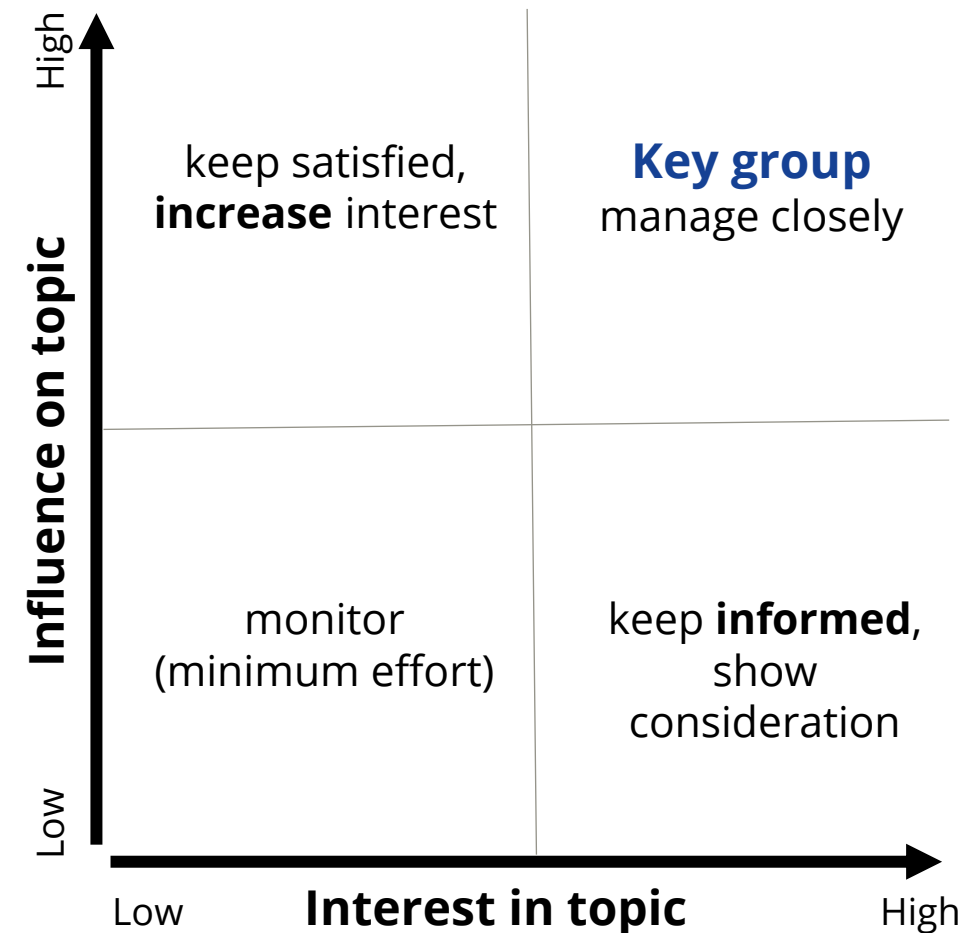 High
keep satisfied,
increase interest
Key group
manage closely
Influence on topic
monitor
(minimum effort)
keep informed,
show
consideration
Low
Low
Interest in topic
High